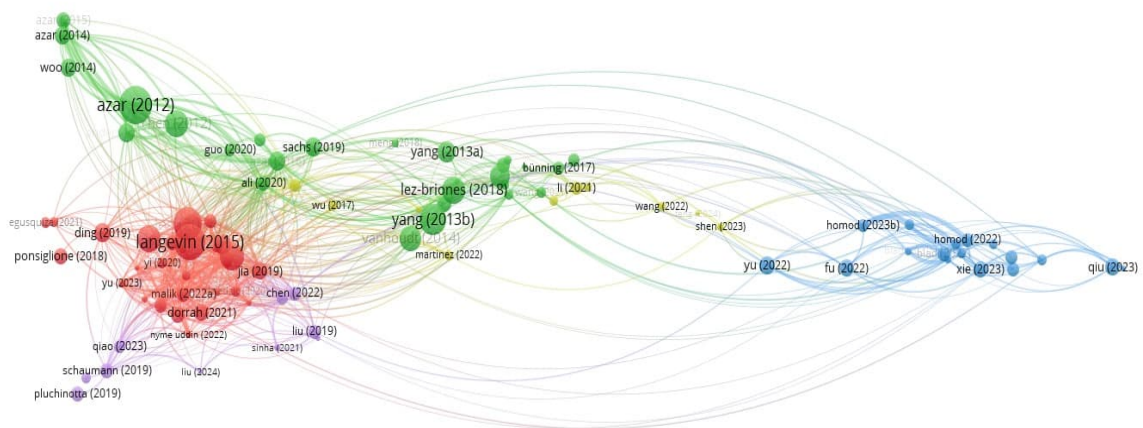 azar (2015)
azar (2014)
woo (2014)
azar (2012)
guo (2020)
sachs (2019)
ali (2020)
wu (2017)
yang (2013a)
bünning (2017)
lez-briones (2018)
li (2021)
yang (2013b)
vanhoudt (2014)
martinez (2022)
wang (2022)
shen (2023)
egusquiza (2021)
ding (2019)
langevin (2015)
ponsiglione (2018)
yi (2020)
jia (2019)
yu (2023)
malik (2022a)
chen (2022)
dorrah (2021)
nyme uddin (2022)
liu (2019)
qiao (2023)
sinha (2021)
schaumann (2019)
liu (2024)
pluchinotta (2019)
homod (2023b)
homod (2022)
yu (2022)
fu (2022)
xie (2023)
qiu (2023)